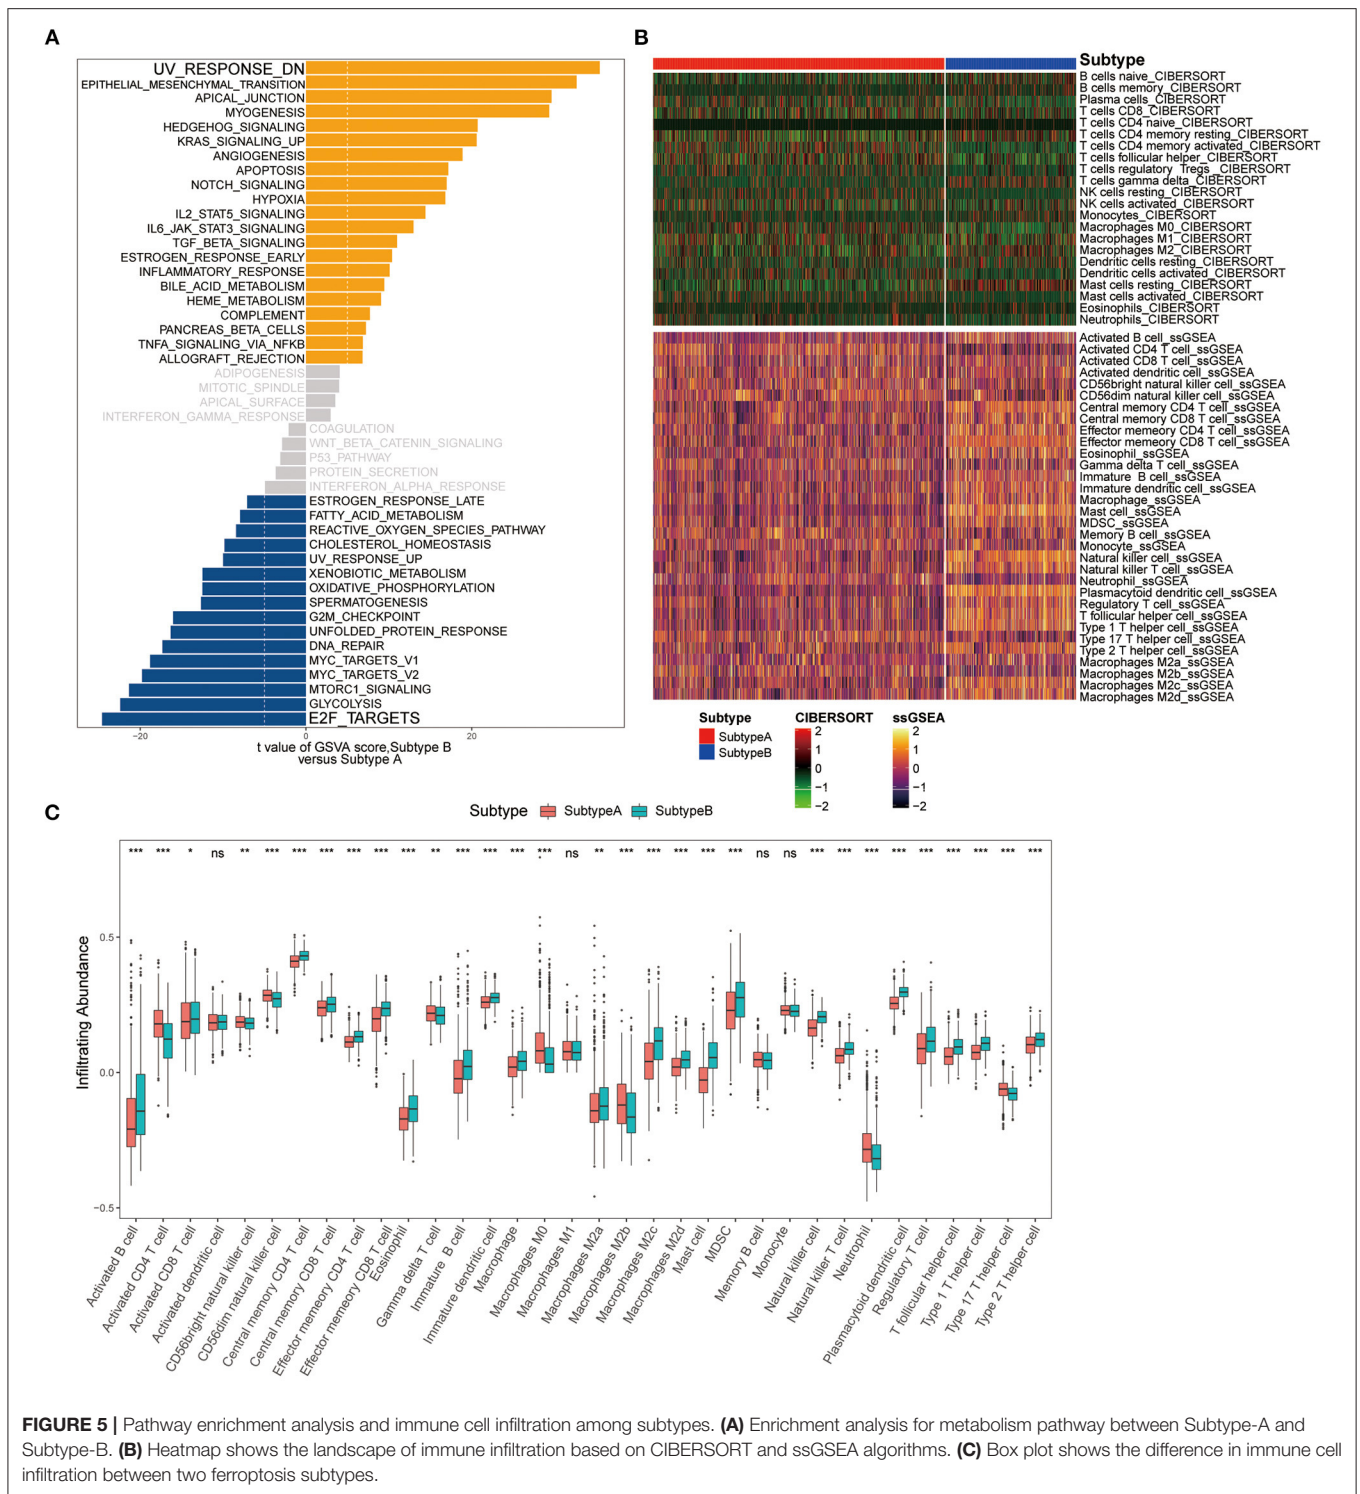 A
UV_RESPONSE_DN
EPITHELIAL_MESENCHYMAL_TRANSITION
APICAL_JUNCTION
MYOGENESIS
HEDGEHOG_SIGNALING
KRAS_SIGNALING_UP
ANGIOGENESIS
APOPTOSIS
NOTCH_SIGNALING
HYPOXIA
IL2_STAT5_SIGNALING
IL6_JAK_STAT3_SIGNALING
TGF_BETA_SIGNALING
ESTROGEN_RESPONSE_EARLY
INFLAMMATORY_RESPONSE
BILE_ACID_METABOLISM
HEME_METABOLISM
COMPLEMENT
PANCREAS_BETA_CELLS
TNFA_SIGNALING_VIA_NFKB
ALLOGRAFT_REJECTION
ADIPOGENESIS
MITOTIC_SPINDLE
APICAL_SURFACE
INTERFERON_GAMMA_RESPONSE
COAGULATION
WNT_BETA_CATENIN_SIGNALING
P53_PATHWAY
PROTEIN_SECRETION
INTERFERON_ALPHA_RESPONSE
ESTROGEN_RESPONSE_LATE
FATTY_ACID_METABOLISM
REACTIVE_OXYGEN_SPECIES_PATHWAY
CHOLESTEROL_HOMEOSTASIS
UV_RESPONSE_UP
XENOBIOTIC_METABOLISM
OXIDATIVE_PHOSPHORYLATION
SPERMATOGENESIS
G2M_CHECKPOINT
UNFOLDED_PROTEIN_RESPONSE
DNA_REPAIR
MYC_TARGETS_V1
MYC_TARGETS_V2
MTORC1_SIGNALING
GLYCOLYSIS
E2F_TARGETS
−20 0 20
t value of GSVA score,Subtype B
versus Subtype A
B
Subtype
B cells naive_CIBERSORT
B cells memory_CIBERSORT
Plasma cells_CIBERSORT
T cells CD8_CIBERSORT
T cells CD4 naive_CIBERSORT
T cells CD4 memory resting_CIBERSORT
T cells CD4 memory activated_CIBERSORT
T cells follicular helper_CIBERSORT
T cells regulatory Tregs_CIBERSORT
T cells gamma delta_CIBERSORT
NK cells resting_CIBERSORT
NK cells activated_CIBERSORT
Monocytes_CIBERSORT
Macrophages M0_CIBERSORT
Macrophages M1_CIBERSORT
Macrophages M2_CIBERSORT
Dendritic cells resting_CIBERSORT
Dendritic cells activated_CIBERSORT
Mast cells resting_CIBERSORT
Mast cells activated_CIBERSORT
Eosinophils_CIBERSORT
Neutrophils_CIBERSORT
Activated B cell_ssGSEA
Activated CD4 T cell_ssGSEA
Activated CD8 T cell_ssGSEA
Activated dendritic cell_ssGSEA
CD56bright natural killer cell_ssGSEA
CD56dim natural killer cell_ssGSEA
Central memory CD4 T cell_ssGSEA
Central memory CD8 T cell_ssGSEA
Effector memeory CD4 T cell_ssGSEA
Effector memeory CD8 T cell_ssGSEA
Eosinophil_ssGSEA
Gamma delta T cell_ssGSEA
Immature  B cell_ssGSEA
Immature dendritic cell_ssGSEA
Macrophage_ssGSEA
Mast cell_ssGSEA
MDSC_ssGSEA
Memory B cell_ssGSEA
Monocyte_ssGSEA
Natural killer cell_ssGSEA
Natural killer T cell_ssGSEA
Neutrophil_ssGSEA
Plasmacytoid dendritic cell_ssGSEA
Regulatory T cell_ssGSEA
T follicular helper cell_ssGSEA
Type 1 T helper cell_ssGSEA
Type 17 T helper cell_ssGSEA
Type 2 T helper cell_ssGSEA
Macrophages M2a_ssGSEA
Macrophages M2b_ssGSEA
Macrophages M2c_ssGSEA
Macrophages M2d_ssGSEA
Subtype
SubtypeA
SubtypeB
CIBERSORT
2
1
0
−1
−2
ssGSEA
2
1
0
−1
−2
C
Subtype SubtypeA SubtypeB
*** *** * ns ** *** *** *** *** *** *** ** *** *** *** *** ns ** *** *** *** *** *** ns ns *** *** *** *** *** *** *** *** ***
Infiltrating Abundance
0.5
0.0
−0.5
Activated B cell
Activated CD4 T cell
Activated CD8 T cell
Activated dendritic cell
CD56bright natural killer cell
CD56dim natural killer cell
Central memory CD4 T cell
Central memory CD8 T cell
Effector memeory CD4 T cell
Effector memeory CD8 T cell
Eosinophil
Gamma delta T cell
Immature B cell
Immature dendritic cell
Macrophage
Macrophages M0
Macrophages M1
Macrophages M2a
Macrophages M2b
Macrophages M2c
Macrophages M2d
Mast cell
MDSC
Memory B cell
Monocyte
Natural killer cell
Natural killer T cell
Neutrophil
Plasmacytoid dendritic cell
Regulatory T cell
T follicular helper cell
Type 1 T helper cell
Type 17 T helper cell
Type 2 T helper cell
FIGURE 5 | Pathway enrichment analysis and immune cell infiltration among subtypes. (A) Enrichment analysis for metabolism pathway between Subtype-A and
Subtype-B. (B) Heatmap shows the landscape of immune infiltration based on CIBERSORT and ssGSEA algorithms. (C) Box plot shows the difference in immune cell
infiltration between two ferroptosis subtypes.